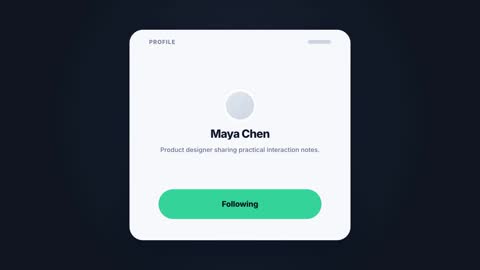 PROFILE
Maya Chen
Product designer sharing practical interaction notes.
Following